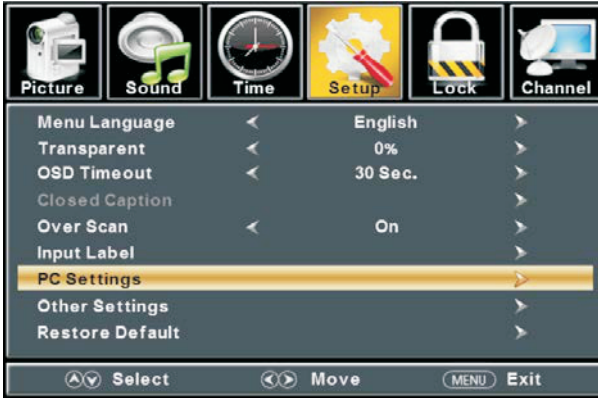 Picture Sound Time Setup Lock Channel
Menu Language English
Transparent 0%
OSD Timeout 30 Sec.
Closed Caption
Over Scan On
Input Label
PC Settings
Other Settings
Restore Default
Select Move MENU Exit